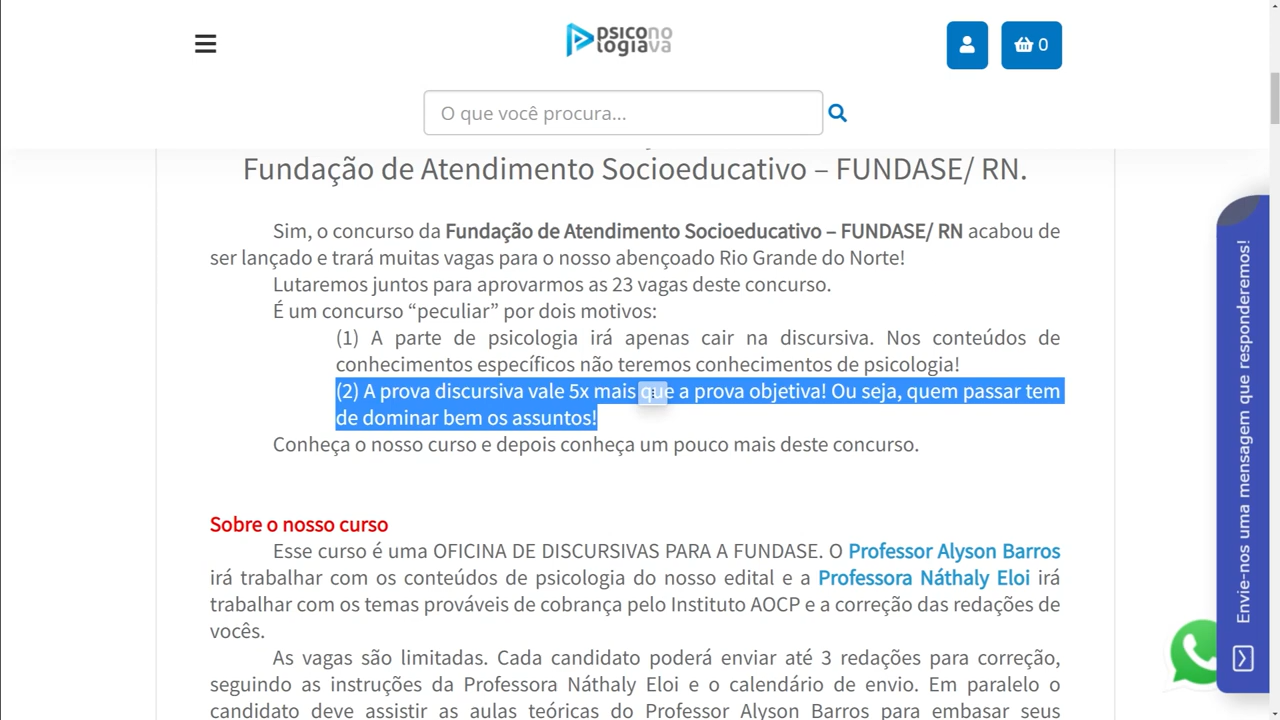 psicono
logiava
0
O que você procura...
Fundação de Atendimento Socioeducativo – FUNDASE/ RN.
Sim, o concurso da Fundação de Atendimento Socioeducativo – FUNDASE/ RN acabou de
ser lançado e trará muitas vagas para o nosso abençoado Rio Grande do Norte!
Lutaremos juntos para aprovarmos as 23 vagas deste concurso.
É um concurso “peculiar” por dois motivos:
(1) A parte de psicologia irá apenas cair na discursiva. Nos conteúdos de
conhecimentos específicos não teremos conhecimentos de psicologia!
(2) A prova discursiva vale 5x mais que a prova objetiva! Ou seja, quem passar tem
de dominar bem os assuntos!
Conheça o nosso curso e depois conheça um pouco mais deste concurso.
Sobre o nosso curso
Esse curso é uma OFICINA DE DISCURSIVAS PARA A FUNDASE. O Professor Alyson Barros
irá trabalhar com os conteúdos de psicologia do nosso edital e a Professora Náthaly Eloi irá
trabalhar com os temas prováveis de cobrança pelo Instituto AOCP e a correção das redações de
vocês.
As vagas são limitadas. Cada candidato poderá enviar até 3 redações para correção,
seguindo as instruções da Professora Náthaly Eloi e o calendário de envio. Em paralelo o
candidato deve assistir as aulas teóricas do Professor Alyson Barros para embasar seus
Envie-nos uma mensagem que responderemos!